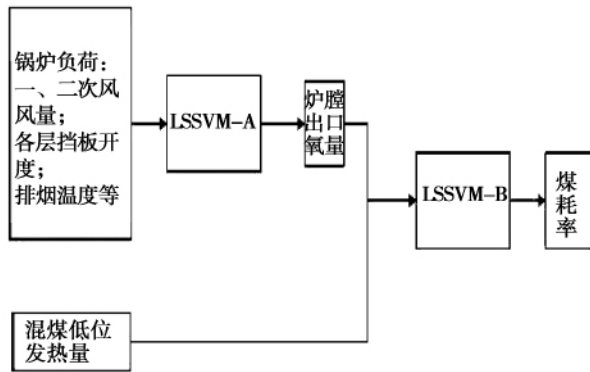 锅炉负荷：
一、二次风
风量；
各层挡板开
度；
排烟温度等
LSSVM-A
炉膛
出口
氧量
LSSVM-B
煤
耗
率
混煤低位
发热量